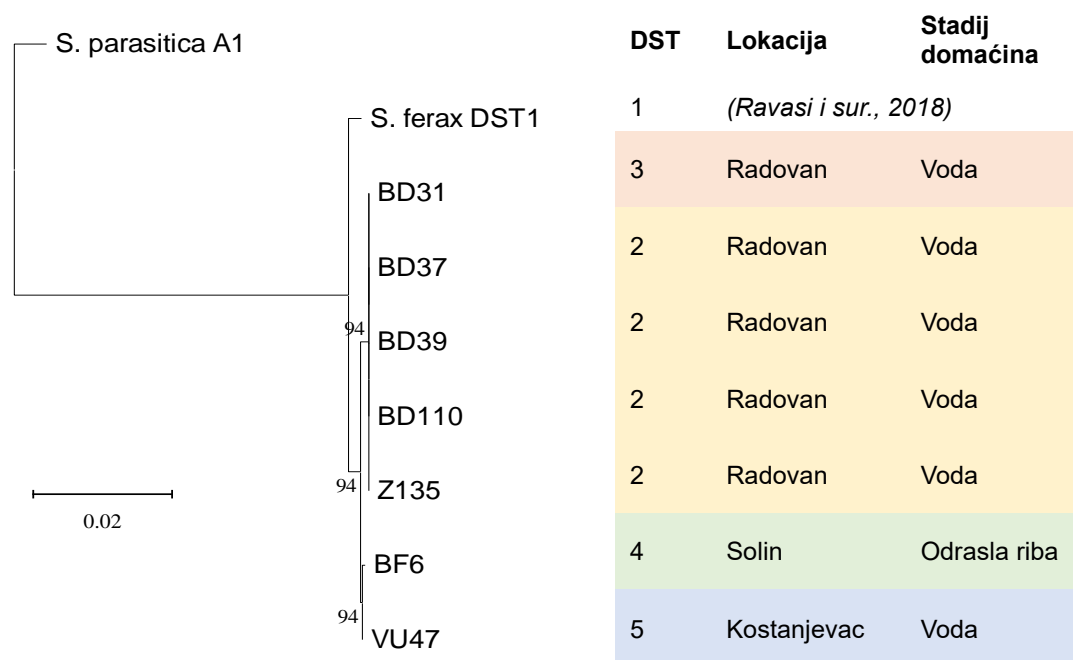 DST Lokacija Stadij domaćina
S. parasitica A1
S. ferax DST1 1 (Ravasi i sur., 2018)
BD31 3 Radovan Voda
BD37 2 Radovan Voda
94
BD39 2 Radovan Voda
BD110 2 Radovan Voda
94
Z135 2 Radovan Voda
0.02
BF6 4 Solin Odrasla riba
94
VU47 5 Kostanjevac Voda